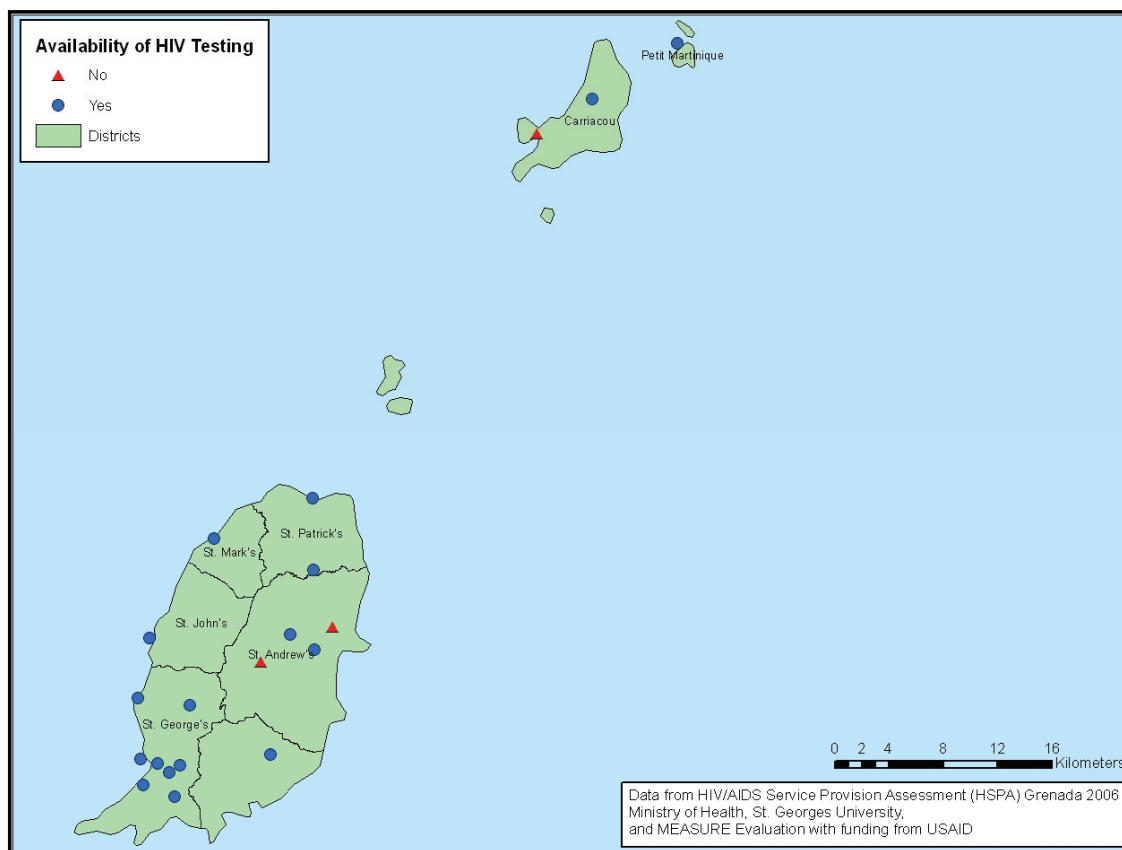 Availability of HIV Testing
No
Yes
Districts
Petit Martinique
Carriacou
St. Patrick's
St. Mark's
St. John's
St. Andrew's
St. George's
0 2 4 8 12 16
Kilometers
Data from HIV/AIDS Service Provision Assessment (HSPA) Grenada 2006
Ministry of Health, St. Georges University,
and MEASURE Evaluation with funding from USAID